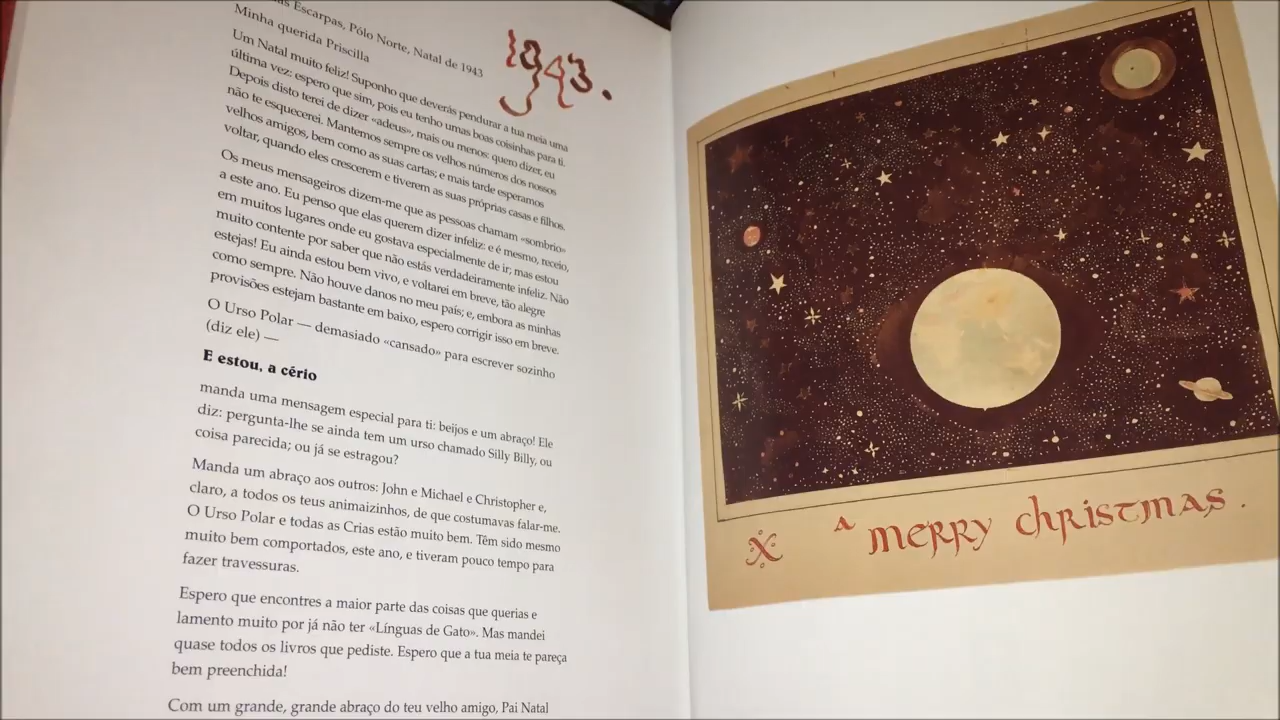 Escarpas, Pólo Norte, Natal de 1943
1943.
Minha querida Priscilla
Um Natal muito feliz! Suponho que deverás pendurar a tua meia uma
última vez: espero que sim, pois eu tenho umas boas coisinhas para ti.
Depois disto terei de dizer «adeus», mais ou menos: quero dizer, eu
não te esquecerei. Mantemos sempre os velhos números dos nossos
velhos amigos, bem como as suas cartas; e mais tarde esperamos
voltar, quando eles crescerem e tiverem as suas próprias casas e filhos.
Os meus mensageiros dizem-me que as pessoas chamam «sombrio»
a este ano. Eu penso que elas querem dizer infeliz: e é mesmo, receio,
em muitos lugares onde eu gostava especialmente de ir; mas estou
muito contente por saber que não estás verdadeiramente infeliz. Não
estejas! Eu ainda estou bem vivo, e voltarei em breve, tão alegre
como sempre. Não houve danos no meu país; e, embora as minhas
provisões estejam bastante em baixo, espero corrigir isso em breve.
O Urso Polar — demasiado «cansado» para escrever sozinho
(diz ele) —
E estou, a cério
manda uma mensagem especial para ti: beijos e um abraço! Ele
diz: pergunta-lhe se ainda tem um urso chamado Silly Billy, ou
coisa parecida; ou já se estragou?
Manda um abraço aos outros: John e Michael e Christopher e,
claro, a todos os teus animaizinhos, de que costumavas falar-me.
O Urso Polar e todas as Crias estão muito bem. Têm sido mesmo
muito bem comportados, este ano, e tiveram pouco tempo para
fazer travessuras.
Espero que encontres a maior parte das coisas que querias e
lamento muito por já não ter «Línguas de Gato». Mas mandei
quase todos os livros que pediste. Espero que a tua meia te pareça
bem preenchida!
Com um grande, grande abraço do teu velho amigo, Pai Natal
X A merry christmas.